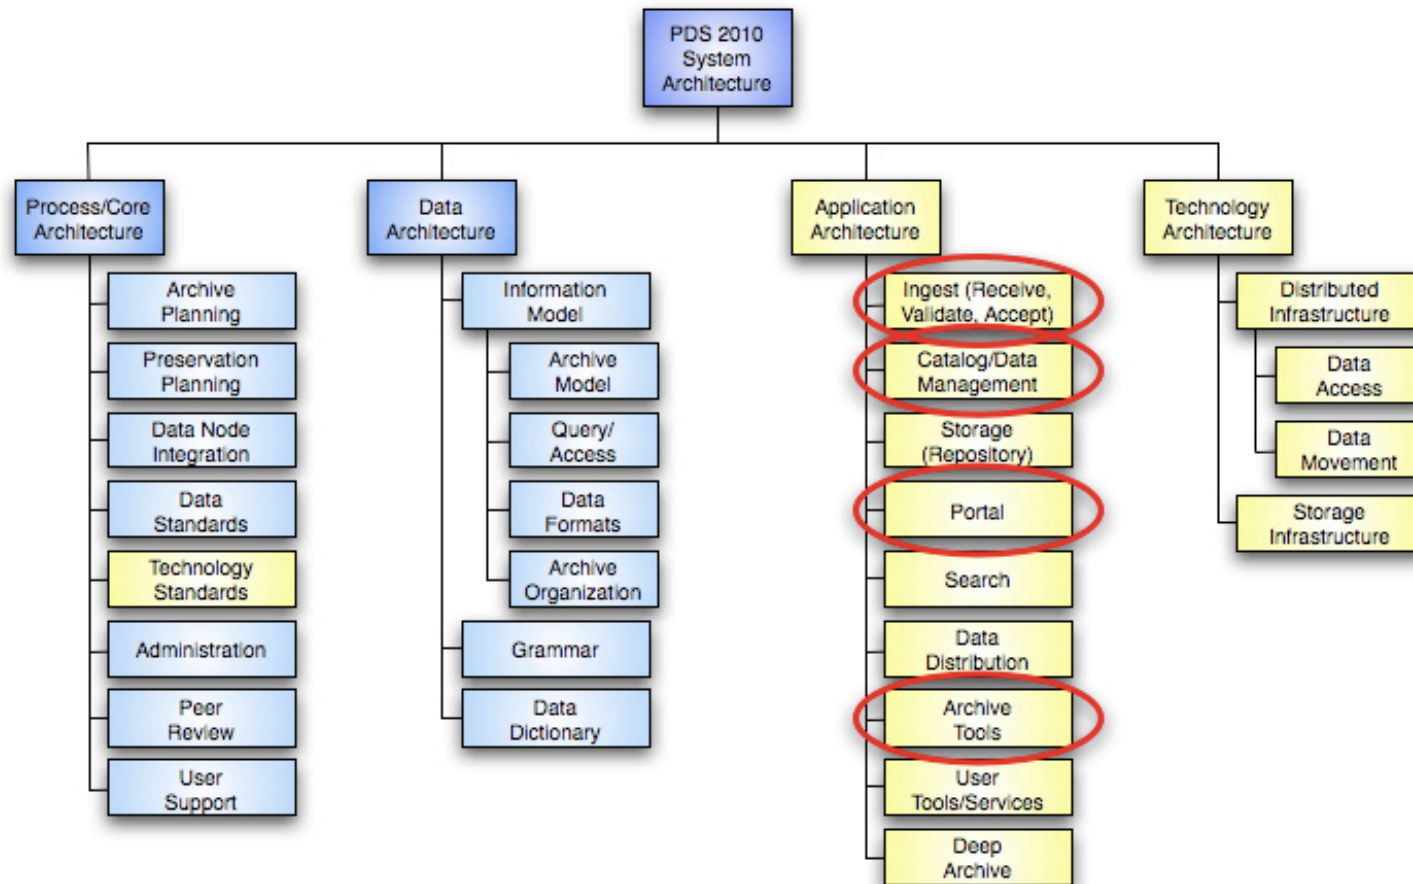 PDS 2010
System
Architecture
Process/Core
Architecture
Archive
Planning
Preservation
Planning
Data Node
Integration
Data
Standards
Technology
Standards
Administration
Peer
Review
User
Support
Data
Architecture
Information
Model
Archive
Model
Query/
Access
Data
Formats
Archive
Organization
Grammar
Data
Dictionary
Application
Architecture
Ingest (Receive,
Validate, Accept)
Catalog/Data
Management
Storage
(Repository)
Portal
Search
Data
Distribution
Archive
Tools
User
Tools/Services
Deep
Archive
Technology
Architecture
Distributed
Infrastructure
Data
Access
Data
Movement
Storage
Infrastructure